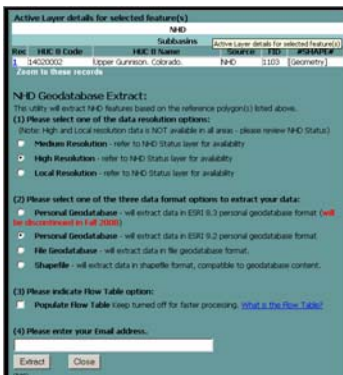 Active Layer details for selected feature(s)
NHD
Subbasins
Active Layer details for selected feature(s)
Rec HUC 8 Code HUC 8 Name Source FID #SHAPE#
1 14020002 Upper Gunnison. Colorado. NHD 1103 [Geometry]
Zoom to these records
NHD Geodatabase Extract:
This utility will extract NHD features based on the reference polygon(s) listed above.
(1) Please select one of the data resolution options:
(Note: High and Local resolution data is NOT available in all areas - please review NHD Status)
Medium Resolution - refer to NHD Status layer for availability
High Resolution - refer to NHD Status layer for availability
Local Resolution - refer to NHD Status layer for availability
(2) Please select one of the three data format options to extract your data:
Personal Geodatabase - will extract data in ESRI 8.3 personal geodatabase format (will
be discontinued in Fall 2008)
Personal Geodatabase - will extract data in ESRI 9.2 personal geodatabase format
File Geodatabase - will extract data in file geodatabase format.
Shapefile - will extract data in shapefile format, compatible to geodatabase content.
(3) Please indicate Flow Table option:
Populate Flow Table Keep turned off for faster processing. What is the Flow Table?
(4) Please enter your Email address.
Extract Close